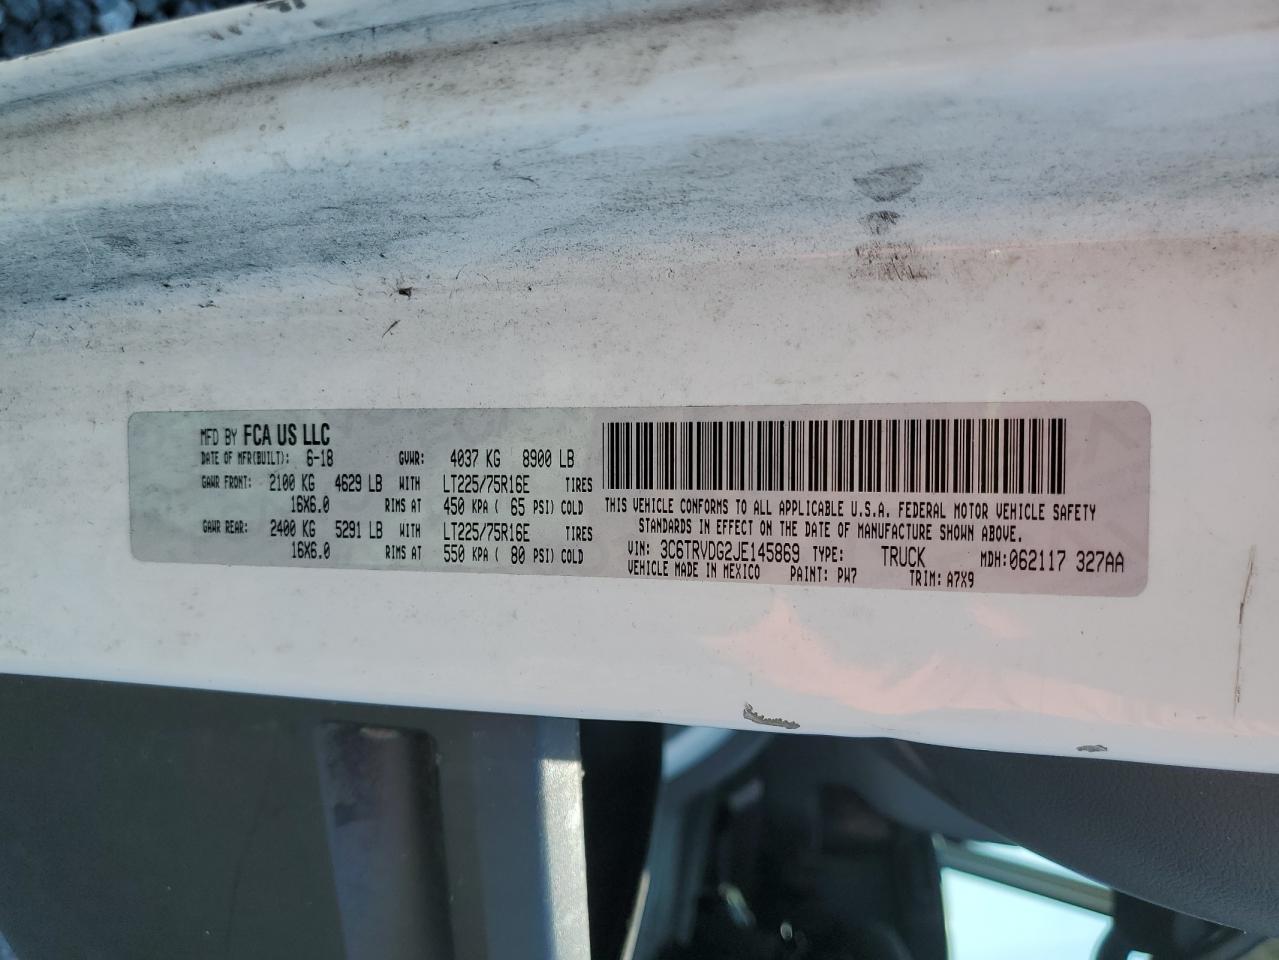 MFD BY FCA US LLC
DATE OF MFR(BUILT): 6-18 GVWR: 4037 KG 8900 LB
GAWR FRONT: 2100 KG 4629 LB WITH LT225/75R16E TIRES
16X6.0 RIMS AT 450 KPA ( 65 PSI) COLD
GAWR REAR: 2400 KG 5291 LB WITH LT225/75R16E TIRES
16X6.0 RIMS AT 550 KPA ( 80 PSI) COLD
THIS VEHICLE CONFORMS TO ALL APPLICABLE U.S.A. FEDERAL MOTOR VEHICLE SAFETY
STANDARDS IN EFFECT ON THE DATE OF MANUFACTURE SHOWN ABOVE.
VIN: 3C6TRVDG2JE145869 TYPE: TRUCK MDH:062117 327AA
VEHICLE MADE IN MEXICO PAINT: PW7 TRIM: A7X9